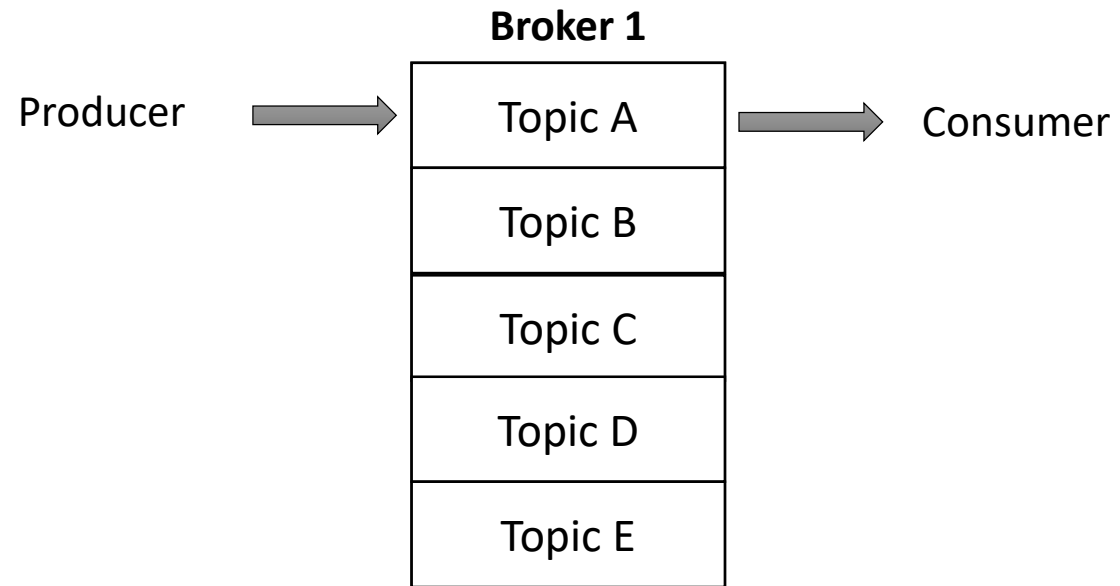 Broker 1
Producer
Topic A
Consumer
Topic B
Topic C
Topic D
Topic E